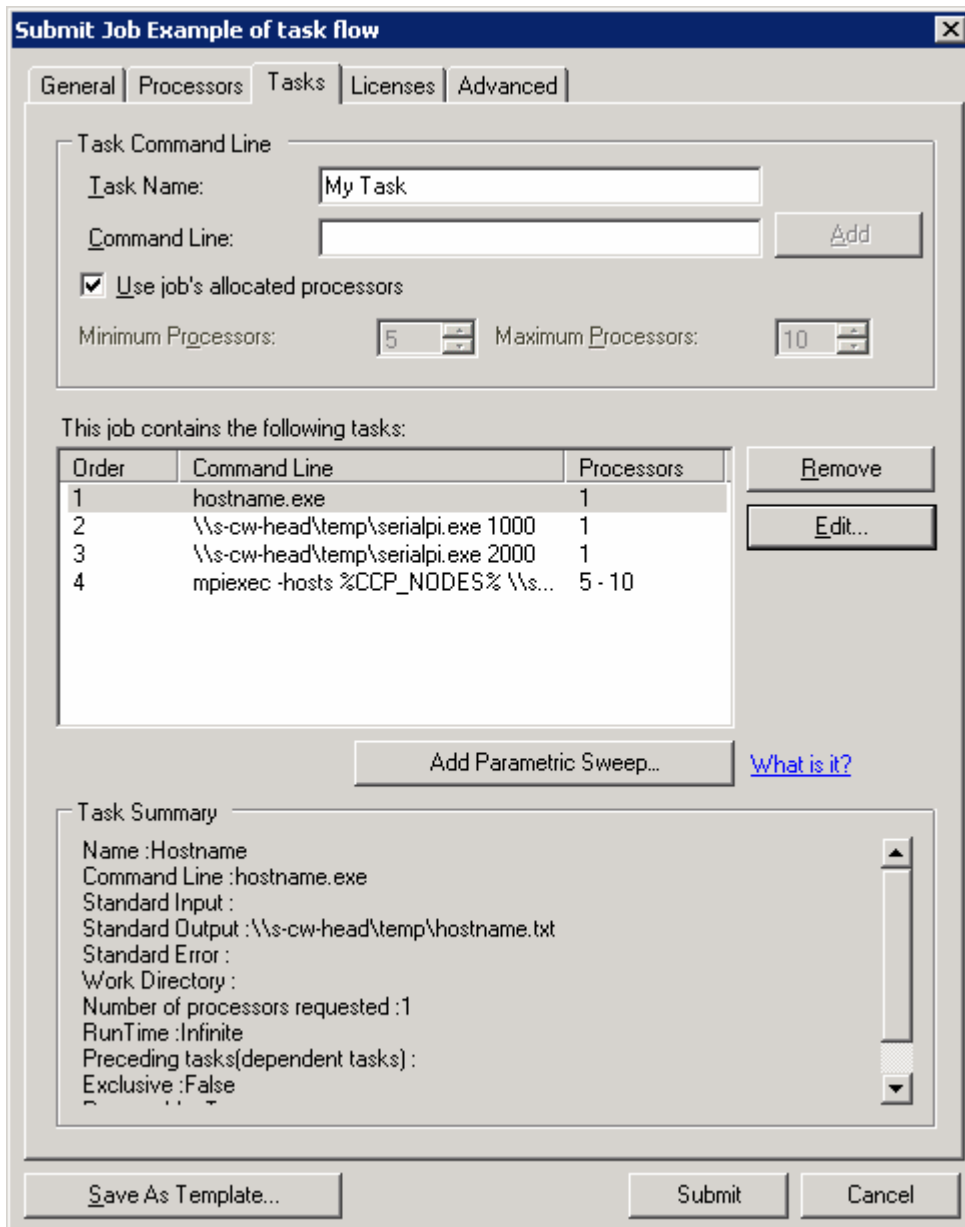 Submit Job Example of task flow
General Processors Tasks Licenses Advanced
Task Command Line
Task Name: My Task
Command Line: Add
Use job's allocated processors
Minimum Processors: 5 Maximum Processors: 10
This job contains the following tasks:
Order Command Line Processors Remove
1 hostname.exe 1
2 \\s-cw-head\temp\serialpi.exe 1000 1 Edit...
3 \\s-cw-head\temp\serialpi.exe 2000 1
4 mpiexec -hosts %CCP_NODES% \\s... 5 - 10
Add Parametric Sweep... What is it?
Task Summary
Name :Hostname
Command Line :hostname.exe
Standard Input :
Standard Output :\\s-cw-head\temp\hostname.txt
Standard Error :
Work Directory :
Number of processors requested :1
RunTime :Infinite
Preceding tasks(dependent tasks) :
Exclusive :False
Save As Template... Submit Cancel